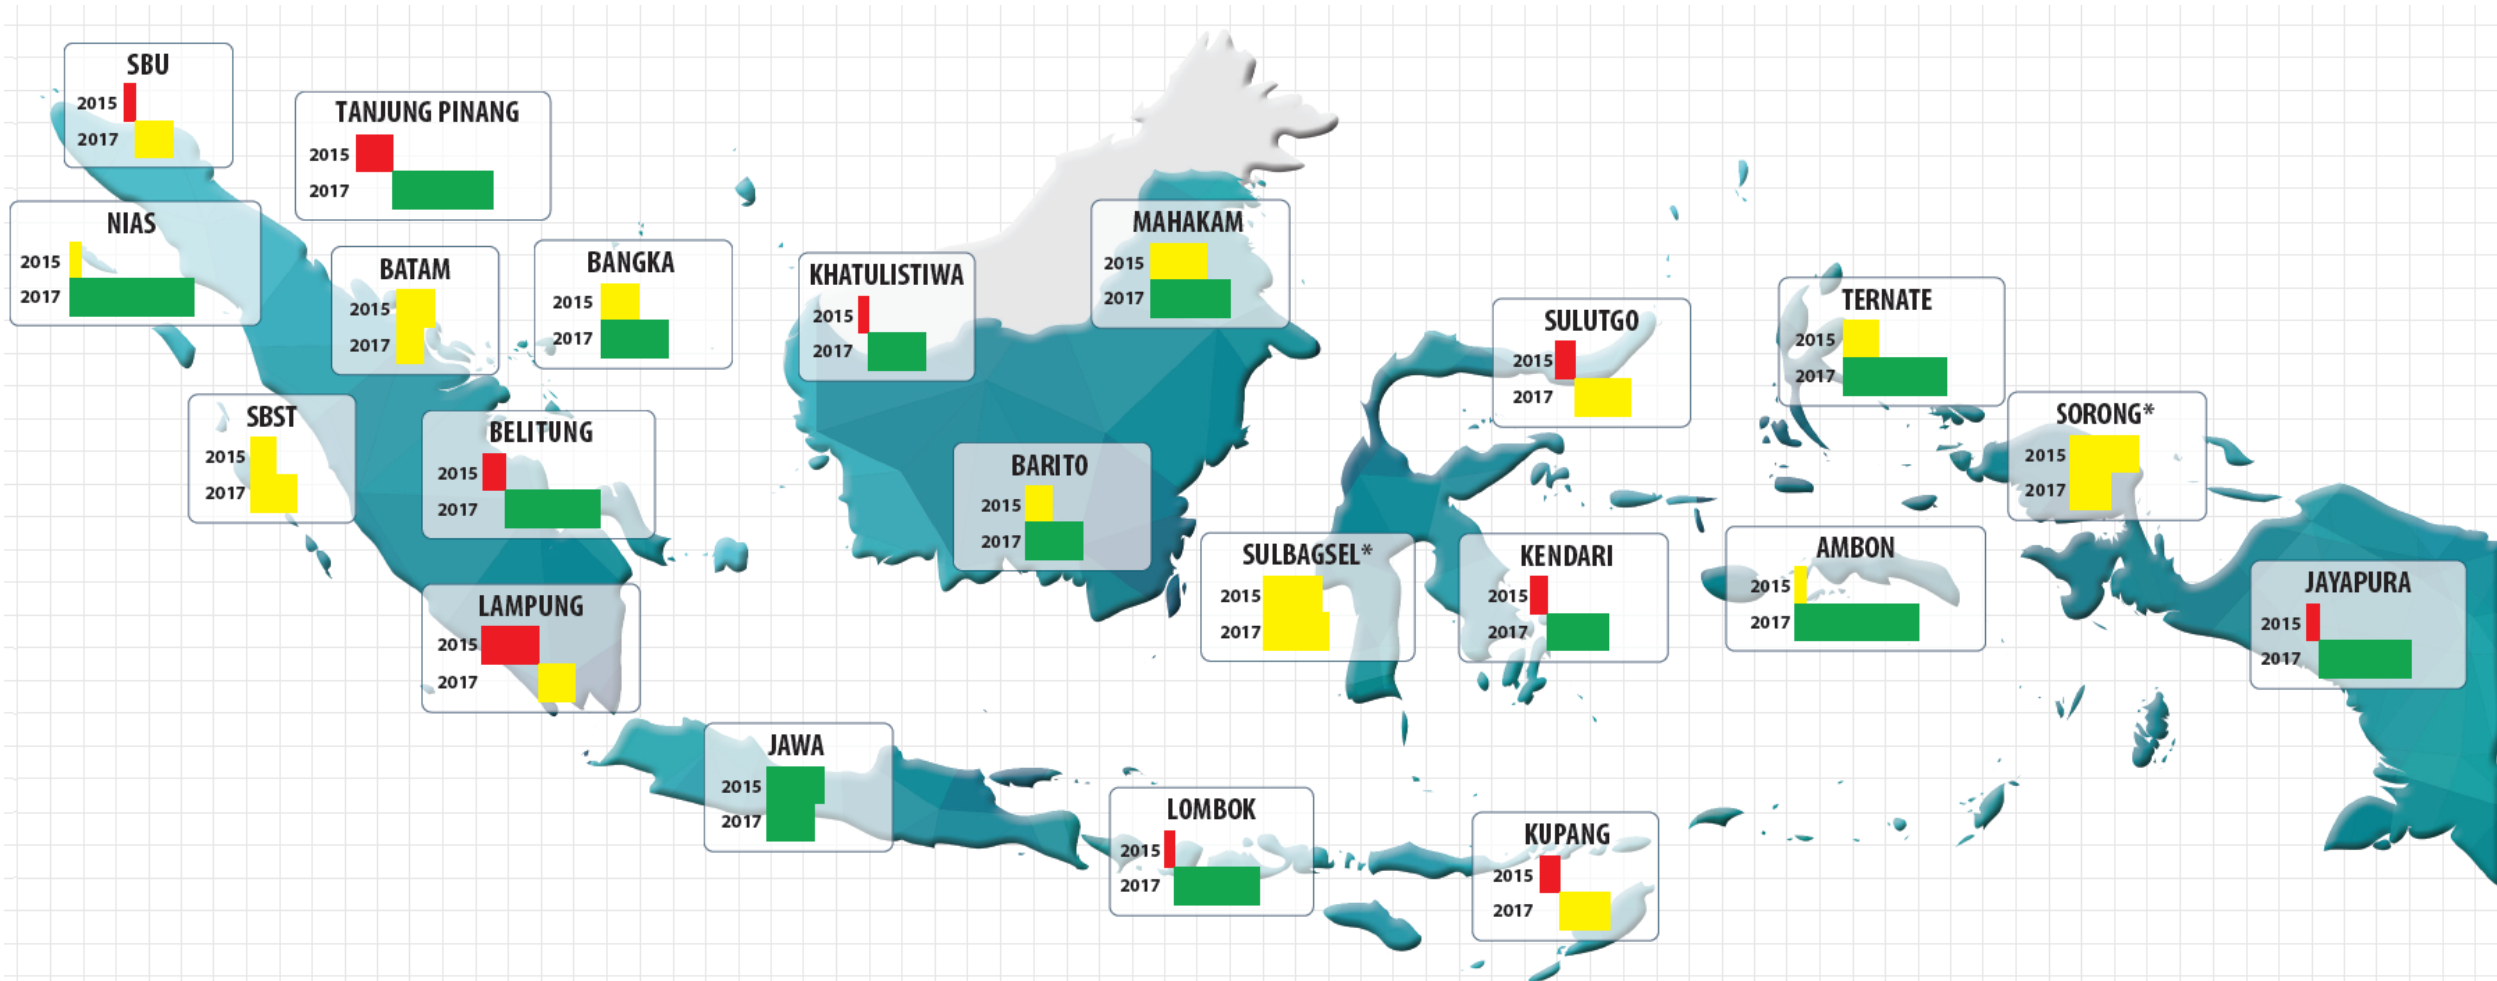 SBU
2015
2017
TANJUNG PINANG
2015
2017
NIAS
2015
2017
BATAM
2015
2017
BANGKA
2015
2017
KHATULISTIWA
2015
2017
MAHAKAM
2015
2017
SULUTGO
2015
2017
TERNATE
2015
2017
SORONG*
2015
2017
SBST
2015
2017
BELITUNG
2015
2017
BARITO
2015
2017
SULBAGSEL*
2015
2017
KENDARI
2015
2017
AMBON
2015
2017
JAYAPURA
2015
2017
LAMPUNG
2015
2017
JAWA
2015
2017
LOMBOK
2015
2017
KUPANG
2015
2017